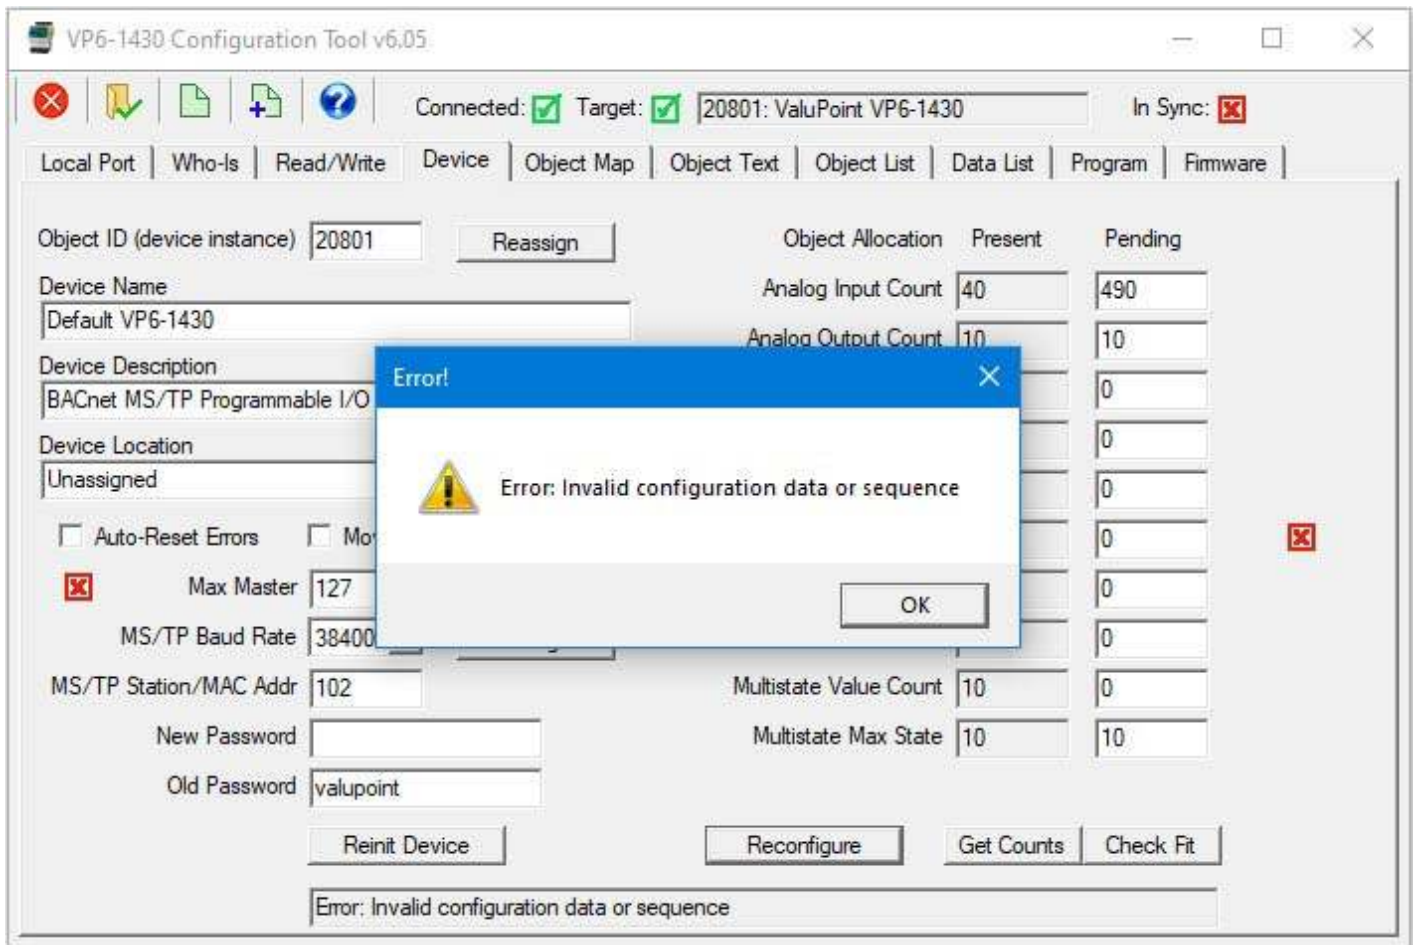 VP6-1430 Configuration Tool v6.05
Connected: Target: 20801: ValuPoint VP6-1430 In Sync:
Local Port Who-Is Read/Write Device Object Map Object Text Object List Data List Program Firmware
Object ID (device instance) 20801 Reassign Object Allocation Present Pending
Device Name Analog Input Count 40 490
Default VP6-1430
Analog Output Count 10 10
Device Description
BACnet MS/TP Programmable I/O
Device Location
Unassigned
Error!
Error: Invalid configuration data or sequence
OK
0
0
0
Auto-Reset Errors 0
Max Master 127 0
MS/TP Baud Rate 38400 0
MS/TP Station/MAC Addr 102 Multistate Value Count 10 0
New Password Multistate Max State 10 10
Old Password valupoint
Reinit Device Reconfigure Get Counts Check Fit
Error: Invalid configuration data or sequence